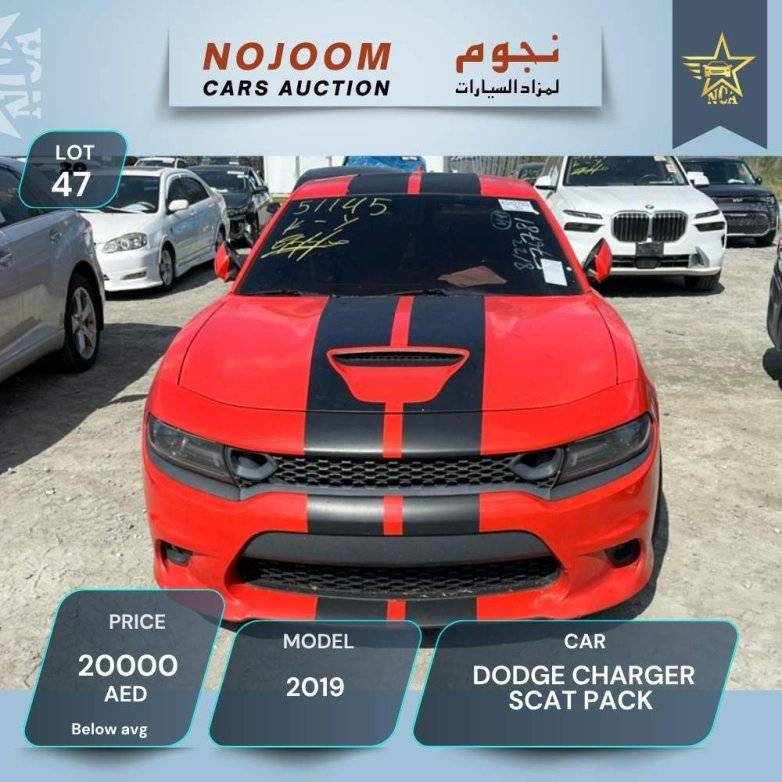 NOJOOM
CARS AUCTION
نجوم
لمزاد السيارات
NCA
NCA
LOT
47
51145
PRICE
20000
AED
Below avg
MODEL
2019
CAR
DODGE CHARGER
SCAT PACK